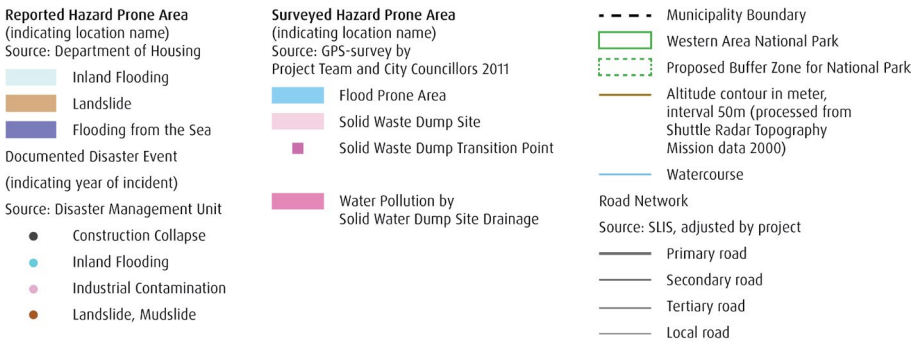 Reported Hazard Prone Area
(indicating location name)
Source: Department of Housing
Inland Flooding
Landslide
Flooding from the Sea
Documented Disaster Event
(indicating year of incident)
Source: Disaster Management Unit
Construction Collapse
Inland Flooding
Industrial Contamination
Landslide, Mudslide
Surveyed Hazard Prone Area
(indicating location name)
Source: GPS-survey by
Project Team and City Councillors 2011
Flood Prone Area
Solid Waste Dump Site
Solid Waste Dump Transition Point
Water Pollution by
Solid Water Dump Site Drainage
Municipality Boundary
Western Area National Park
Proposed Buffer Zone for National Park
Altitude contour in meter,
interval 50m (processed from
Shuttle Radar Topography
Mission data 2000)
Watercourse
Road Network
Source: SLIS, adjusted by project
Primary road
Secondary road
Tertiary road
Local road